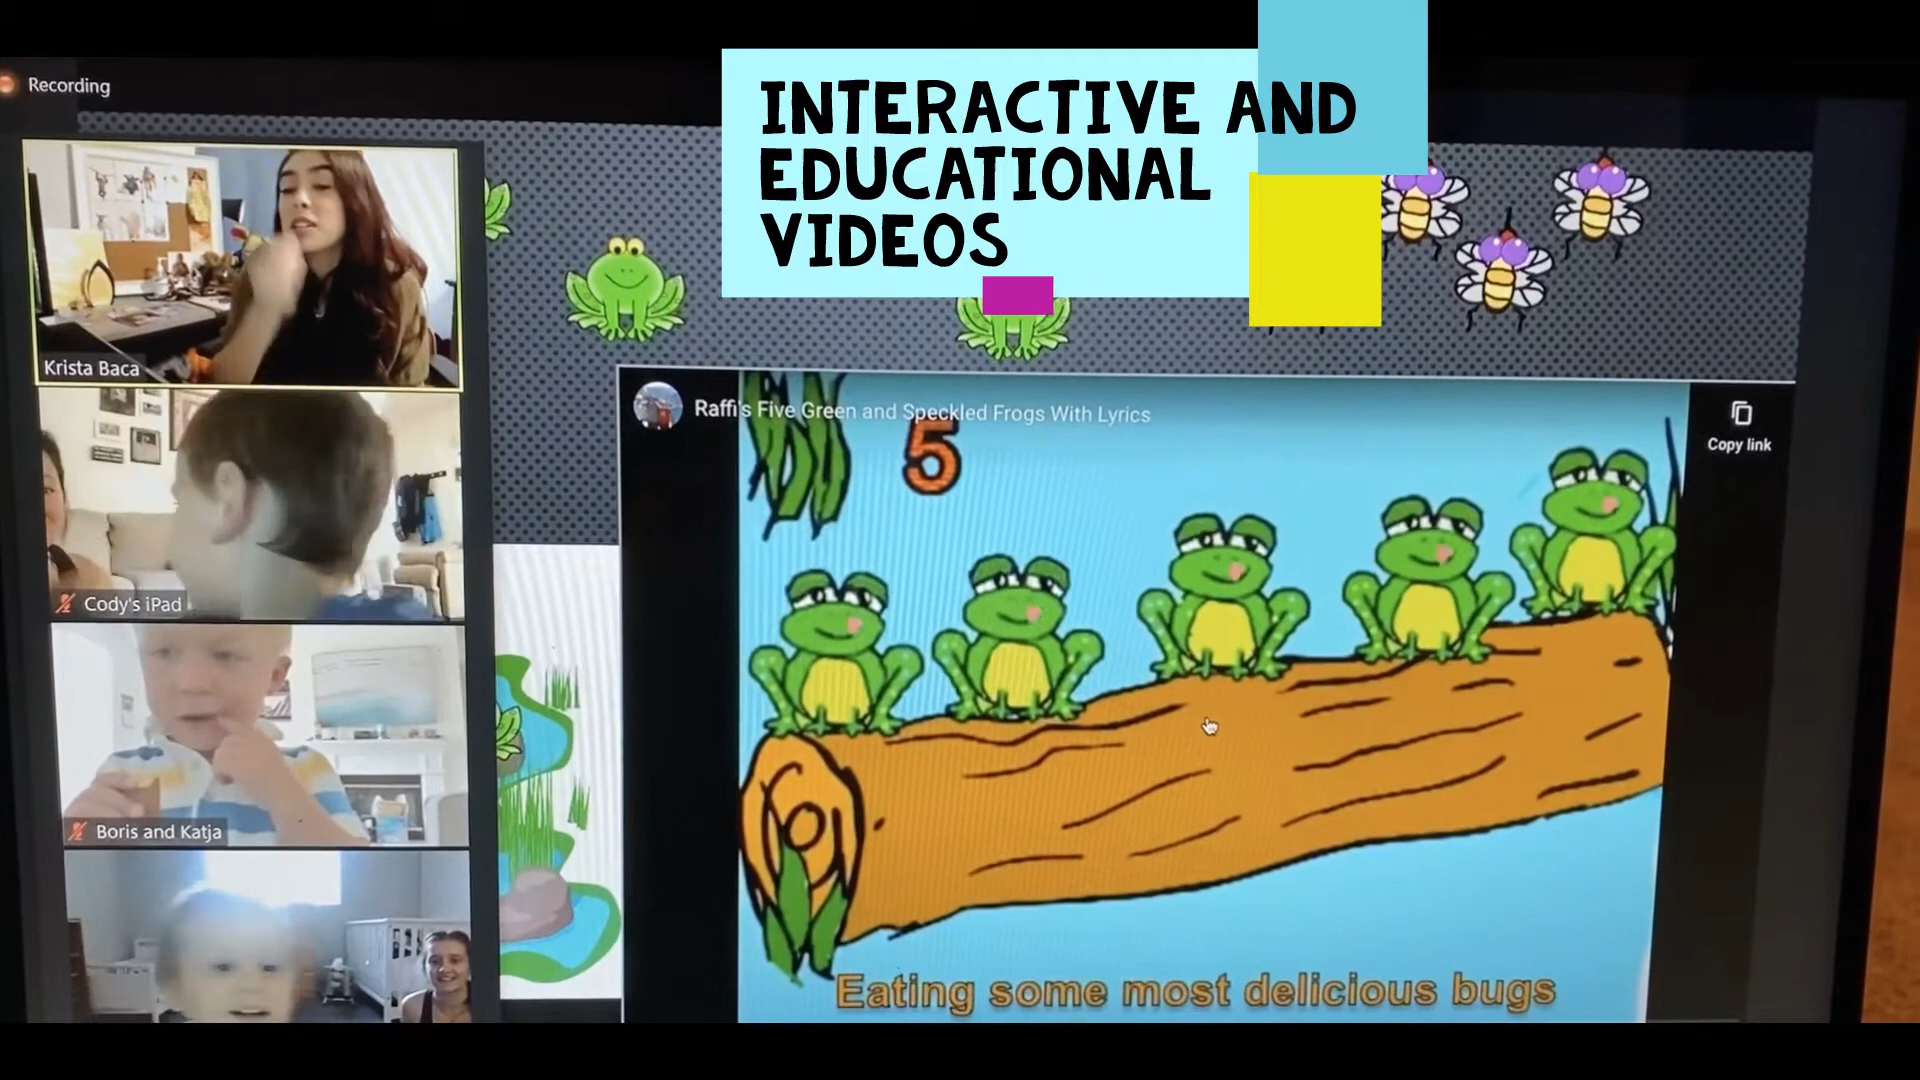 Recording
INTERACTIVE AND
EDUCATIONAL
VIDEOS
Krista Baca
Cody's iPad
Boris and Katja
Raffi's Five Green and Speckled Frogs With Lyrics
Copy link
5
Eating some most delicious bugs